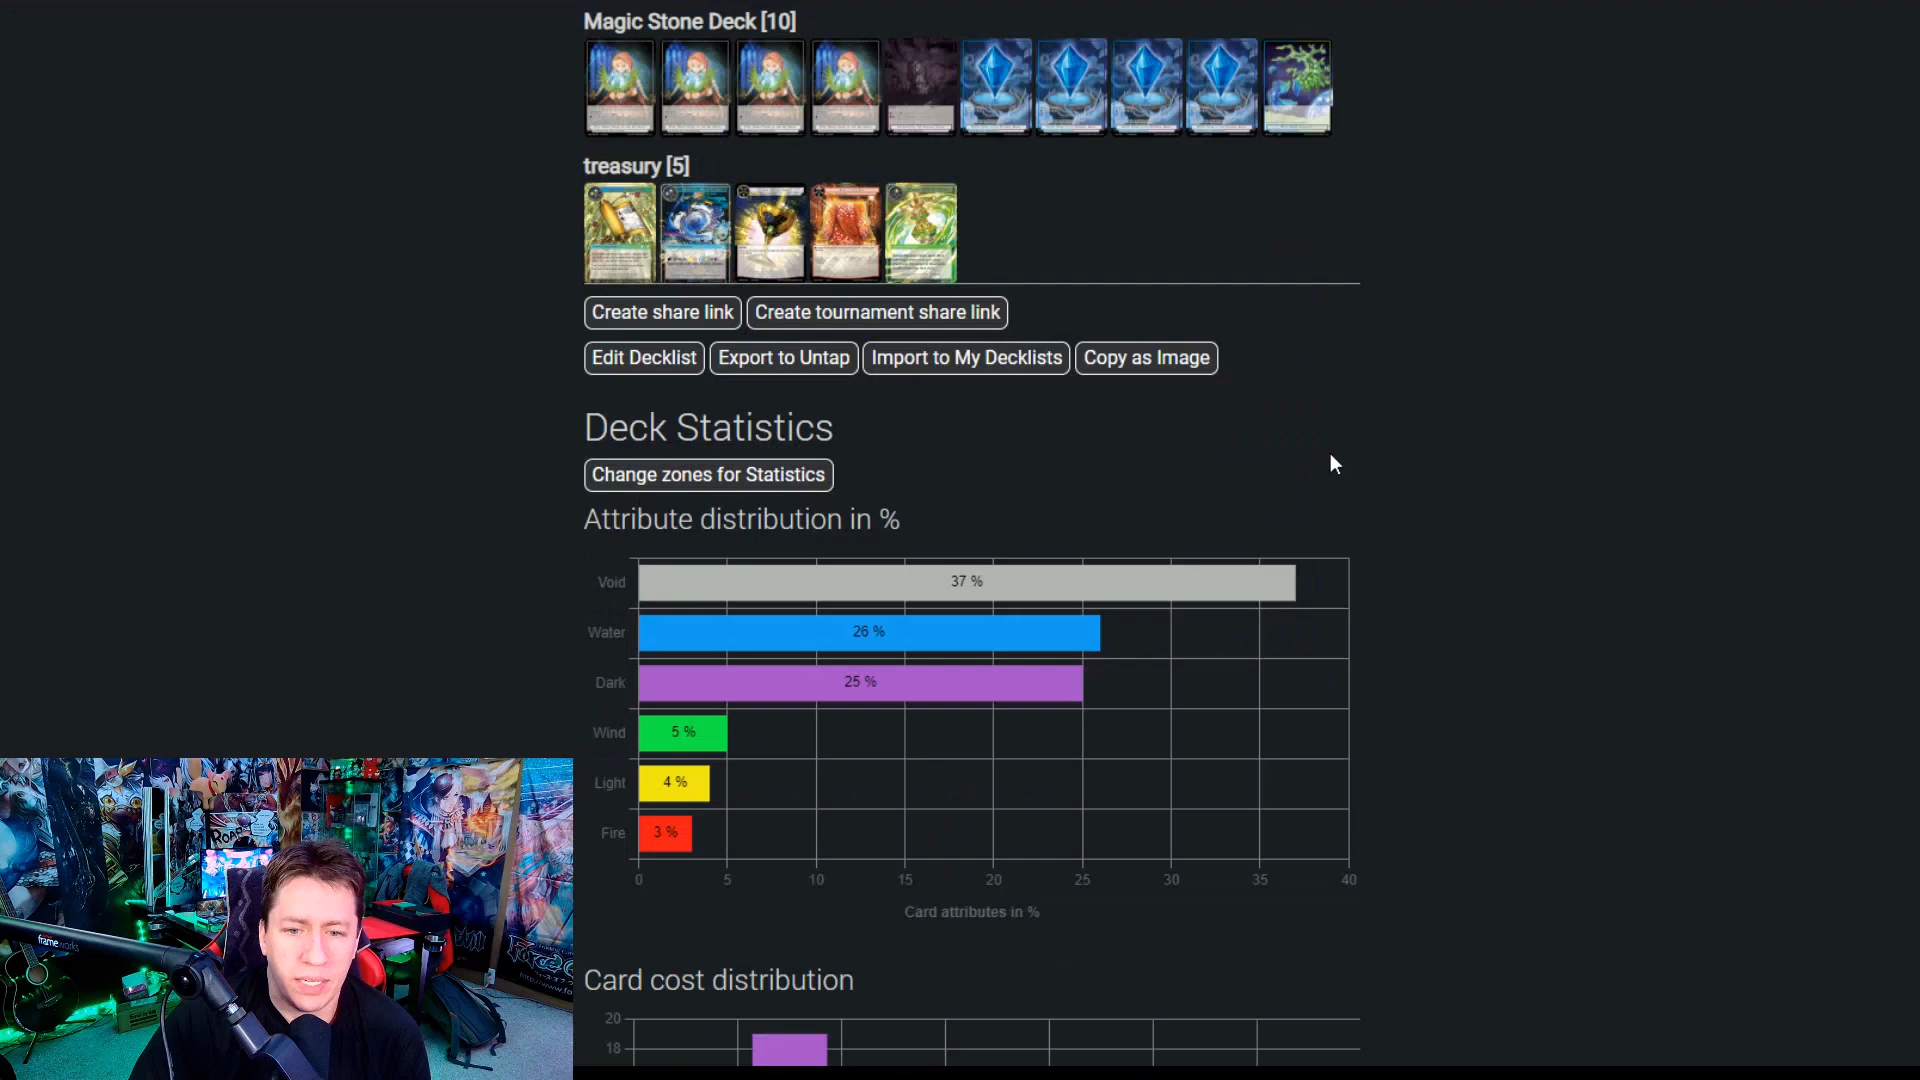 Magic Stone Deck [10]
treasury [5]
Create share link
Create tournament share link
Edit Decklist
Export to Untap
Import to My Decklists
Copy as Image
Deck Statistics
Change zones for Statistics
Attribute distribution in %
Void
37 %
Water
26 %
Dark
25 %
Wind
5 %
Light
4 %
Fire
3 %
0 5 10 15 20 25 30 35 40
Card attributes in %
Card cost distribution
20
18
frameworks